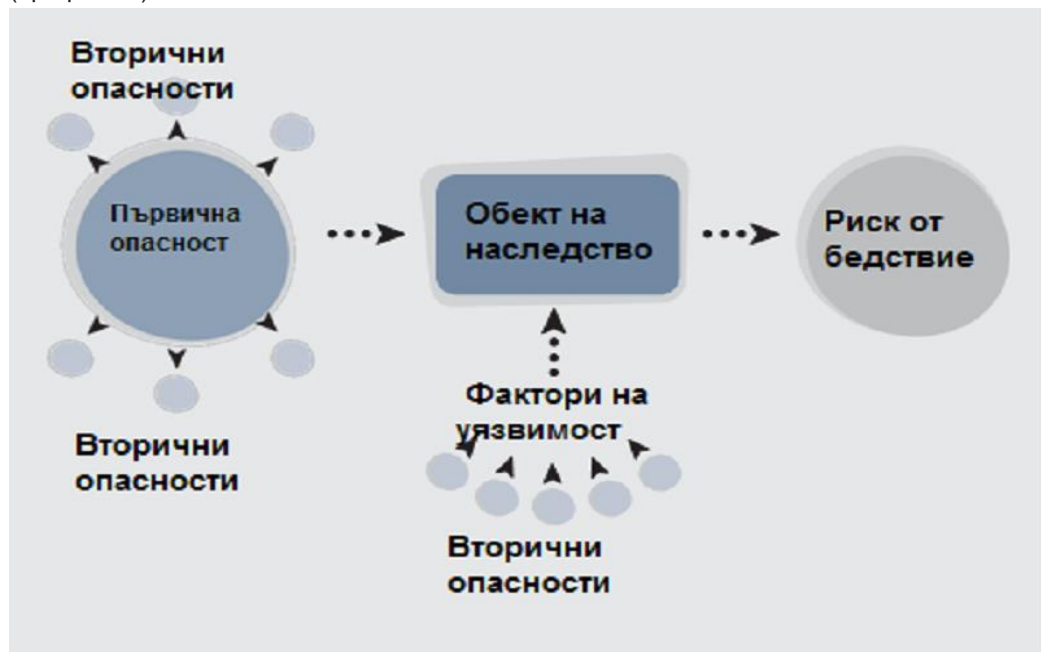 Вторични
опасности
Първична
опасност
Обект на
наследство
Риск от
бедствие
Фактори на
уязвимост
Вторични
опасности
Вторични
опасности